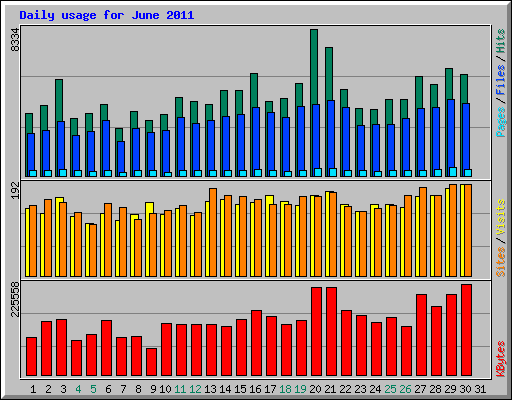 Daily usage for June 2011
8334
Pages / Files / Hits
192
Sites / Visits
225558
KBytes
1 2 3 4 5 6 7 8 9 10 11 12 13 14 15 16 17 18 19 20 21 22 23 24 25 26 27 28 29 30 31